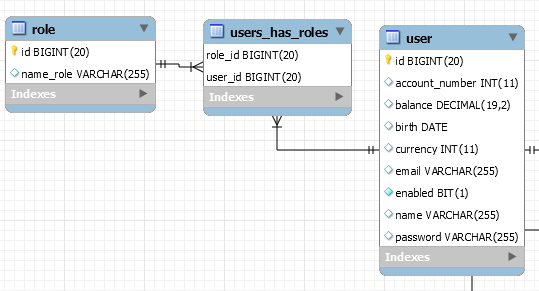 role
id BIGINT(20)
name_role VARCHAR(255)
Indexes
users_has_roles
role_id BIGINT(20)
user_id BIGINT(20)
Indexes
user
id BIGINT(20)
account_number INT(11)
balance DECIMAL(19,2)
birth DATE
currency INT(11)
email VARCHAR(255)
enabled BIT(1)
name VARCHAR(255)
password VARCHAR(255)
Indexes